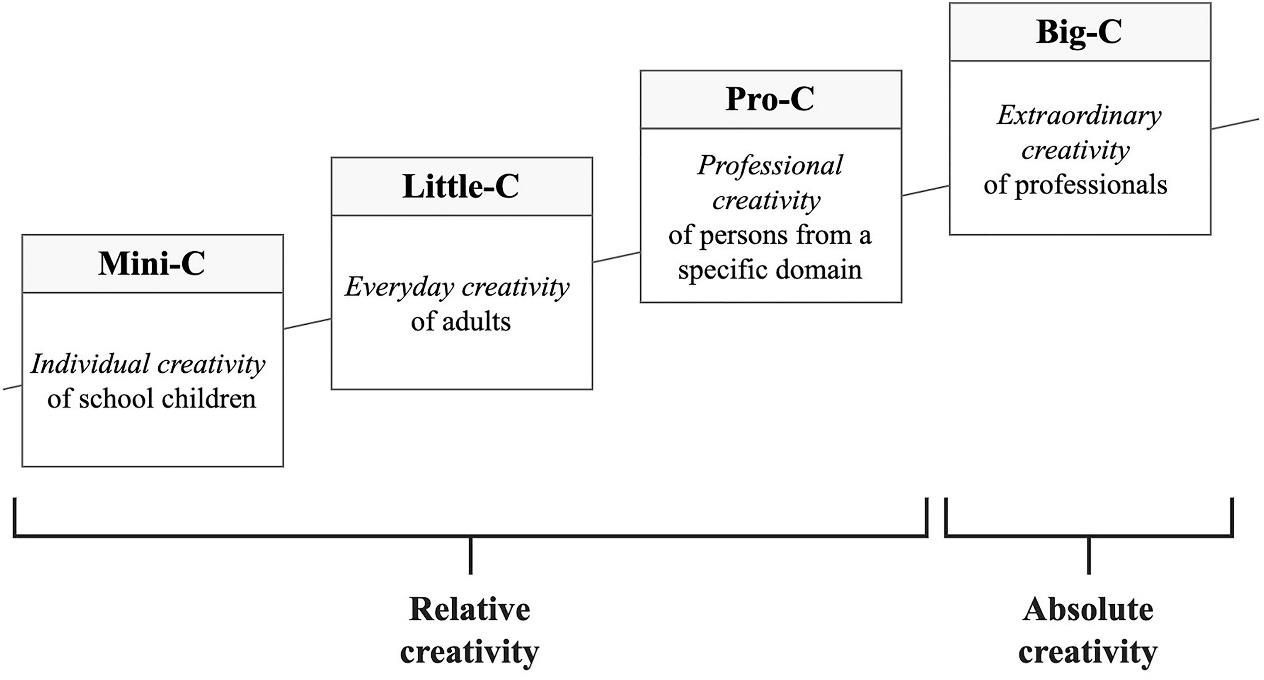 Mini-C
Individual creativity
of school children
Little-C
Everyday creativity
of adults
Pro-C
Professional
creativity
of persons from a
specific domain
Big-C
Extraordinary
creativity
of professionals
Relative
creativity
Absolute
creativity